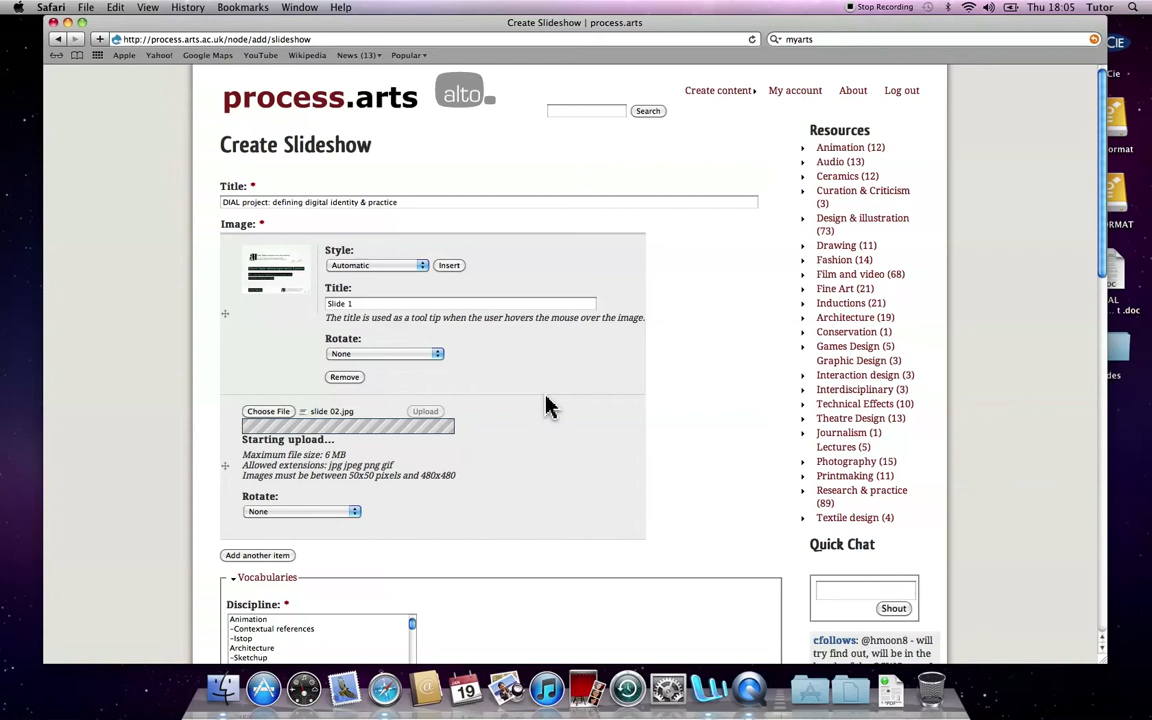 Safari File Edit View History Bookmarks Window Help Stop Recording Thu 18:05 Tutor
Create Slideshow | process.arts
http://process.arts.ac.uk/node/add/slideshow
myarts
Apple Yahoo! Google Maps YouTube Wikipedia News (13) Popular
process.arts
alto
Search
Create content My account About Log out
Create Slideshow
Title: *
DIAL project: defining digital identity & practice
Image: *
Style:
Automatic Insert
Title:
Slide 1
The title is used as a tool tip when the user hovers the mouse over the image.
Rotate:
None
Remove
Choose File slide 02.jpg Upload
Starting upload...
Maximum file size: 6 MB
Allowed extensions: jpg jpeg png gif
Images must be between 50x50 pixels and 480x480
Rotate:
None
Add another item
Vocabularies
Discipline: *
Animation
-Contextual references
-Istop
Architecture
-Sketchup
Resources
Animation (12)
Audio (13)
Ceramics (12)
Curation & Criticism
(3)
Design & illustration
(73)
Drawing (11)
Fashion (14)
Film and video (68)
Fine Art (21)
Inductions (21)
Architecture (19)
Conservation (1)
Games Design (5)
Graphic Design (3)
Interaction design (3)
Interdisciplinary (3)
Technical Effects (10)
Theatre Design (13)
Journalism (1)
Lectures (5)
Photography (15)
Printmaking (11)
Research & practice
(89)
Textile design (4)
Quick Chat
Shout
cfollows: @hmoon8 - will
try find out, will be in the
CIE
Cie
ormat
RMAT
AL
... t .doc
des
JAN
19
PDF